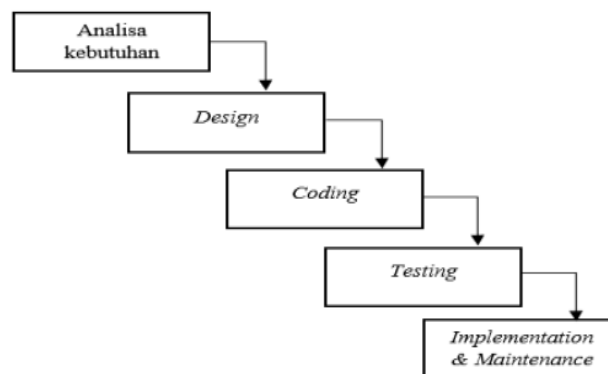 Analisa
kebutuhan
Design
Coding
Testing
Implementation
& Maintenance